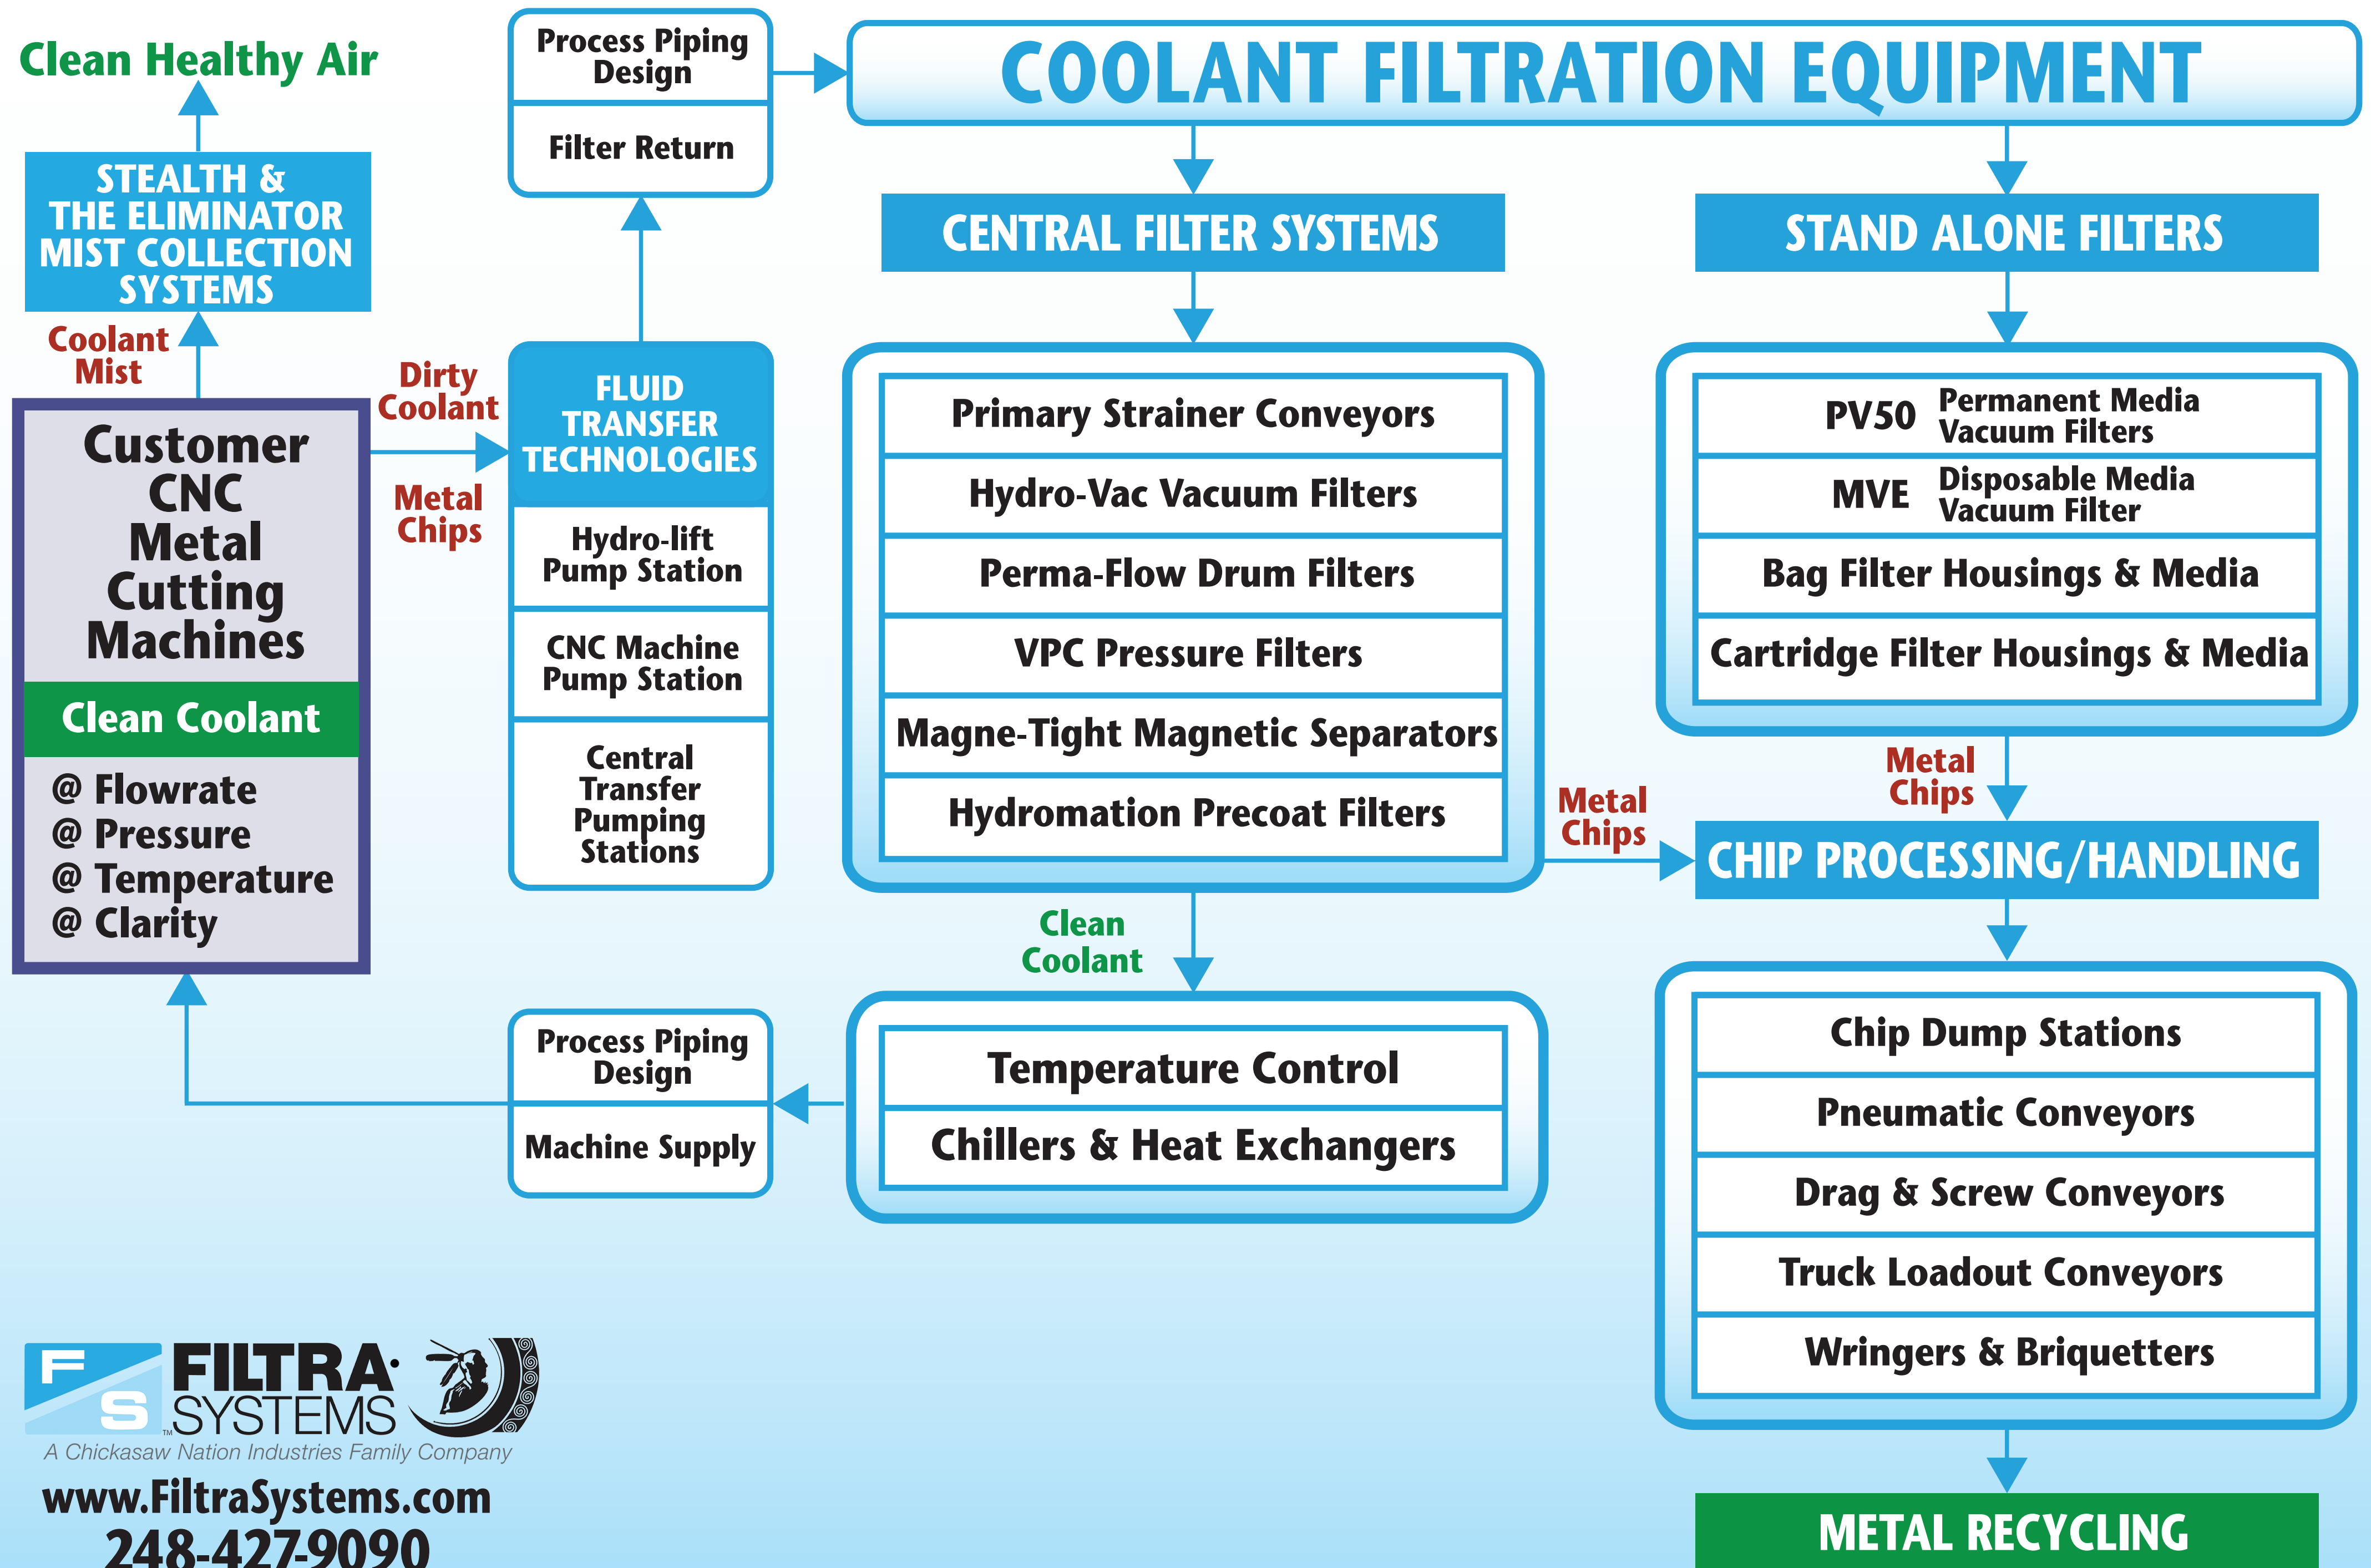 Clean Healthy Air
STEALTH &
THE ELIMINATOR
MIST COLLECTION
SYSTEMS
Coolant
Mist
Customer
CNC
Metal
Cutting
Machines
Clean Coolant
@ Flowrate
@ Pressure
@ Temperature
@ Clarity
Dirty
Coolant
Metal
Chips
Process Piping
Design
Filter Return
FLUID
TRANSFER
TECHNOLOGIES
Hydro-lift
Pump Station
CNC Machine
Pump Station
Central
Transfer
Pumping
Stations
COOLANT FILTRATION EQUIPMENT
CENTRAL FILTER SYSTEMS
Primary Strainer Conveyors
Hydro-Vac Vacuum Filters
Perma-Flow Drum Filters
VPC Pressure Filters
Magne-Tight Magnetic Separators
Hydromation Precoat Filters
Clean
Coolant
Temperature Control
Chillers & Heat Exchangers
Process Piping
Design
Machine Supply
STAND ALONE FILTERS
PV50 Permanent Media
Vacuum Filters
MVE Disposable Media
Vacuum Filter
Bag Filter Housings & Media
Cartridge Filter Housings & Media
Metal
Chips
Metal
Chips
CHIP PROCESSING/HANDLING
Chip Dump Stations
Pneumatic Conveyors
Drag & Screw Conveyors
Truck Loadout Conveyors
Wringers & Briquetters
METAL RECYCLING
F
S
FILTRA
™SYSTEMS
A Chickasaw Nation Industries Family Company
www.FiltraSystems.com
248-427-9090